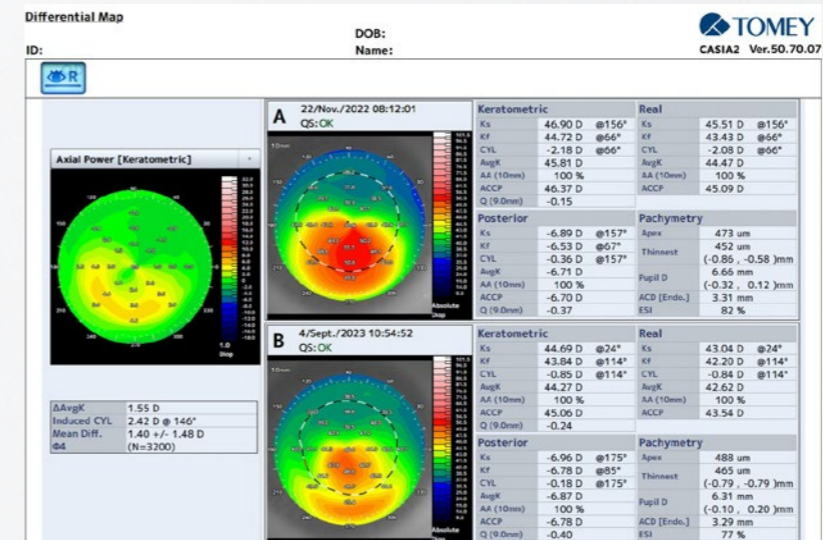 Differential Map
TOMEY
DOB:
ID:
Name:
CASIA2 Ver.50.70.07
R
A
22/Nov./2022 08:12:01
QS:OK
Keratometric
Ks 46.90 D @156°
Kf 44.72 D @66°
CYL -2.18 D @66°
AvgK 45.81 D
AA (10mm) 100 %
ACCP 46.37 D
Q (9.0mm) -0.15
Real
Ks 45.51 D @156°
Kf 43.43 D @66°
CYL -2.08 D @66°
AvgK 44.47 D
AA (10mm) 100 %
ACCP 45.09 D
Posterior
Ks -6.89 D @157°
Kf -6.53 D @67°
CYL -0.36 D @157°
AvgK -6.71 D
AA (10mm) 100 %
ACCP -6.70 D
Q (9.0mm) -0.37
Pachymetry
Apex 473 um
Thinnest 452 um
(-0.86 , -0.58 )mm
Pupil D 6.66 mm
(-0.32 , 0.12 )mm
ACD [Endo.] 3.31 mm
ESI 82 %
Absolute
Diop
Axial Power [Keratometric]
1.0
Diop
ΔAvgK 1.55 D
Induced CYL 2.42 D @ 146°
Mean Diff. 1.40 +/- 1.48 D
Φ4 (N=3200)
B
4/Sept./2023 10:54:52
QS:OK
Keratometric
Ks 44.69 D @24°
Kf 43.84 D @114°
CYL -0.85 D @114°
AvgK 44.27 D
AA (10mm) 100 %
ACCP 45.06 D
Q (9.0mm) -0.24
Real
Ks 43.04 D @24°
Kf 42.20 D @114°
CYL -0.84 D @114°
AvgK 42.62 D
AA (10mm) 100 %
ACCP 43.54 D
Posterior
Ks -6.96 D @175°
Kf -6.78 D @85°
CYL -0.18 D @175°
AvgK -6.87 D
AA (10mm) 100 %
ACCP -6.78 D
Q (9.0mm) -0.40
Pachymetry
Apex 488 um
Thinnest 465 um
(-0.79 , -0.79 )mm
Pupil D 6.31 mm
(-0.10 , 0.20 )mm
ACD [Endo.] 3.29 mm
ESI 77 %
Absolute
Diop